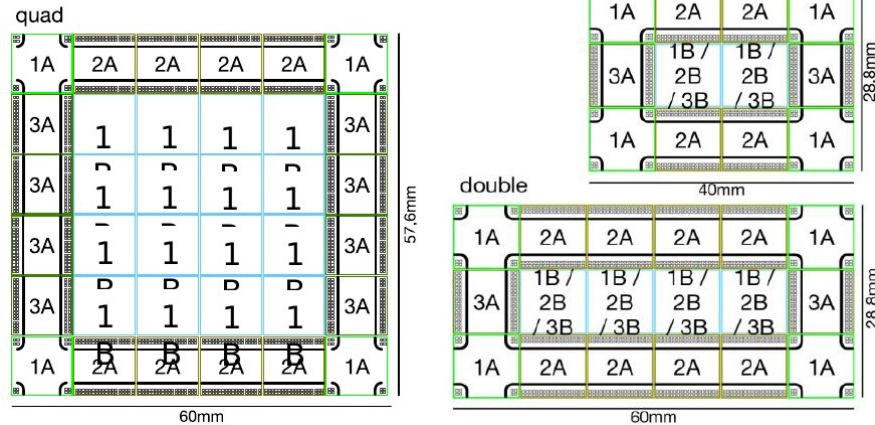 quad
1A 2A 2A 2A 2A 1A
3A 1 1 1 1 3A
3A B 1 B 1 B 1 B 1 3A
3A 1 1 1 1 3A
3A B 1 B 1 B 1 B 1 3A
1A B 2A B 2A B 2A B 2A 1A
60mm
57,6mm
1A 2A 2A 1A
3A 1B / 2B / 3B 1B / 2B / 3B 3A
1A 2A 2A 1A
40mm
28,8mm
double
1A 2A 2A 2A 2A 1A
3A 1B / 2B / 3B 1B / 2B / 3B 1B / 2B / 3B 1B / 2B / 3B 3A
1A 2A 2A 2A 2A 1A
60mm
28,8mm